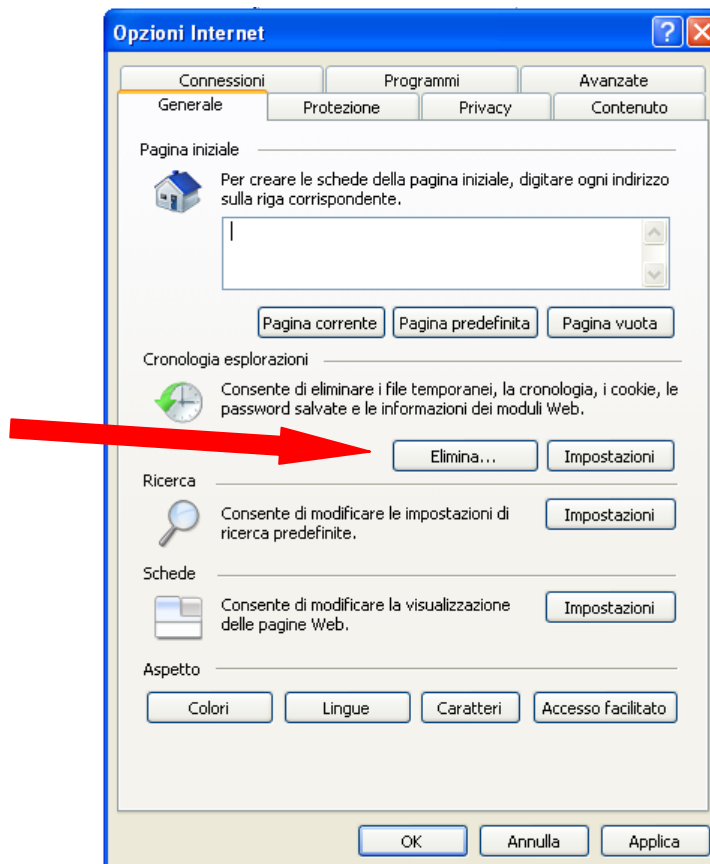 Opzioni Internet
?
Connessioni Programmi Avanzate
Generale Protezione Privacy Contenuto
Pagina iniziale
Per creare le schede della pagina iniziale, digitare ogni indirizzo
sulla riga corrispondente.
Pagina corrente Pagina predefinita Pagina vuota
Cronologia esplorazioni
Consente di eliminare i file temporanei, la cronologia, i cookie, le
password salvate e le informazioni dei moduli Web.
Elimina... Impostazioni
Ricerca
Consente di modificare le impostazioni di
ricerca predefinite.
Impostazioni
Schede
Consente di modificare la visualizzazione
delle pagine Web.
Impostazioni
Aspetto
Colori Lingue Caratteri Accesso facilitato
OK Annulla Applica